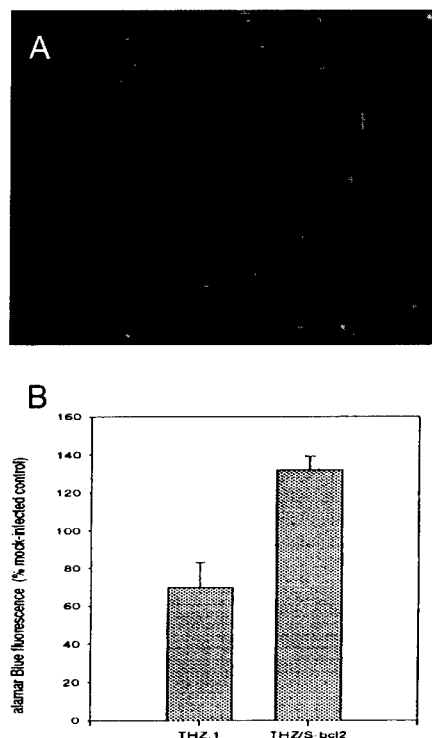 A
B
alamar Blue fluorescence (% mock-infected control)
160
140
120
100
80
60
40
20
0
THZ.1 THZ/S-bcl2